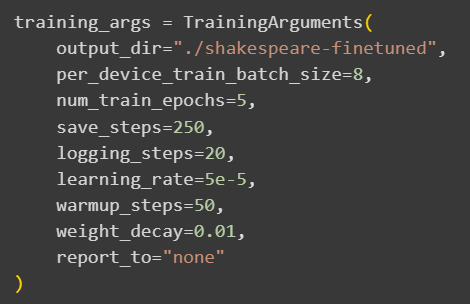 training_args = TrainingArguments(
    output_dir="./shakespeare-finetuned",
    per_device_train_batch_size=8,
    num_train_epochs=5,
    save_steps=250,
    logging_steps=20,
    learning_rate=5e-5,
    warmup_steps=50,
    weight_decay=0.01,
    report_to="none"
)